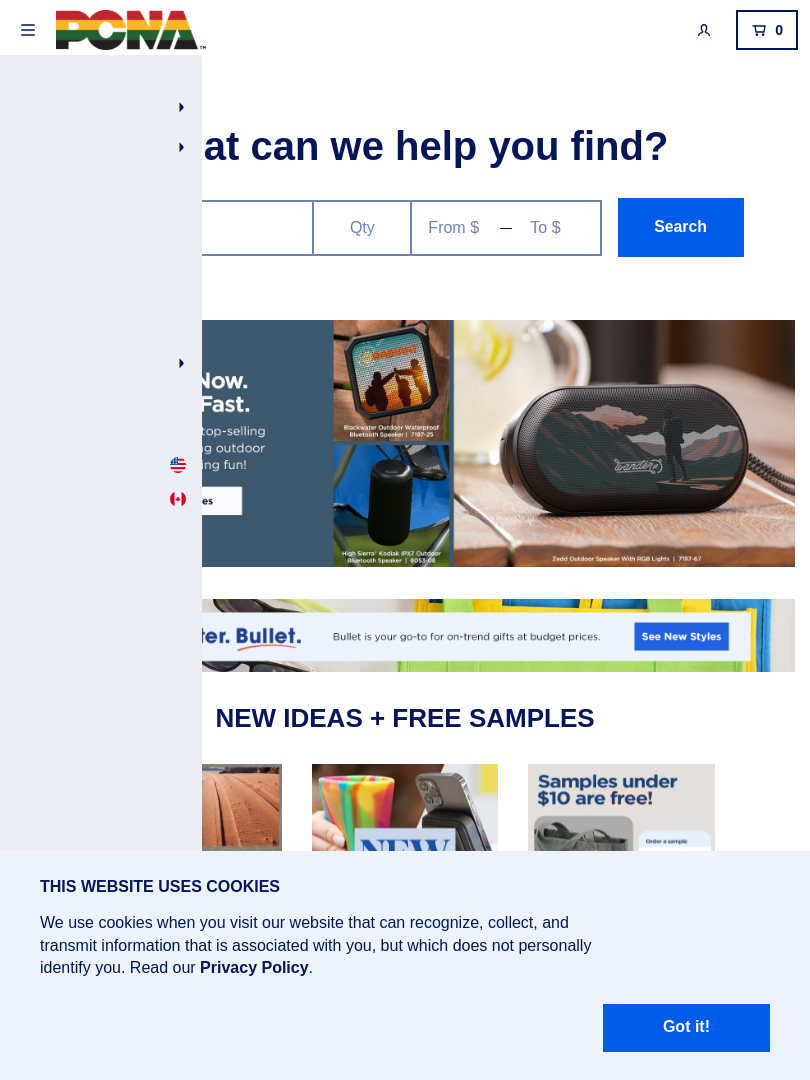 PCNA™
0
at can we help you find?
Qty
From $
—
To $
Search
Now.
Fast.
top-selling
ng outdoor
ing fun!
es
RADIANT
Blackwater Outdoor Waterproof
Bluetooth Speaker | 7197-25
High Sierra® Kodiak IPX7 Outdoor
Bluetooth Speaker | 8053-08
wander
Zedd Outdoor Speaker With RGB Lights | 7197-67
ter. Bullet.
Bullet is your go-to for on-trend gifts at budget prices.
See New Styles
NEW IDEAS + FREE SAMPLES
NEW
Samples under
$10 are free!
Order a sample
THIS WEBSITE USES COOKIES
We use cookies when you visit our website that can recognize, collect, and
transmit information that is associated with you, but which does not personally
identify you. Read our Privacy Policy.
Got it!